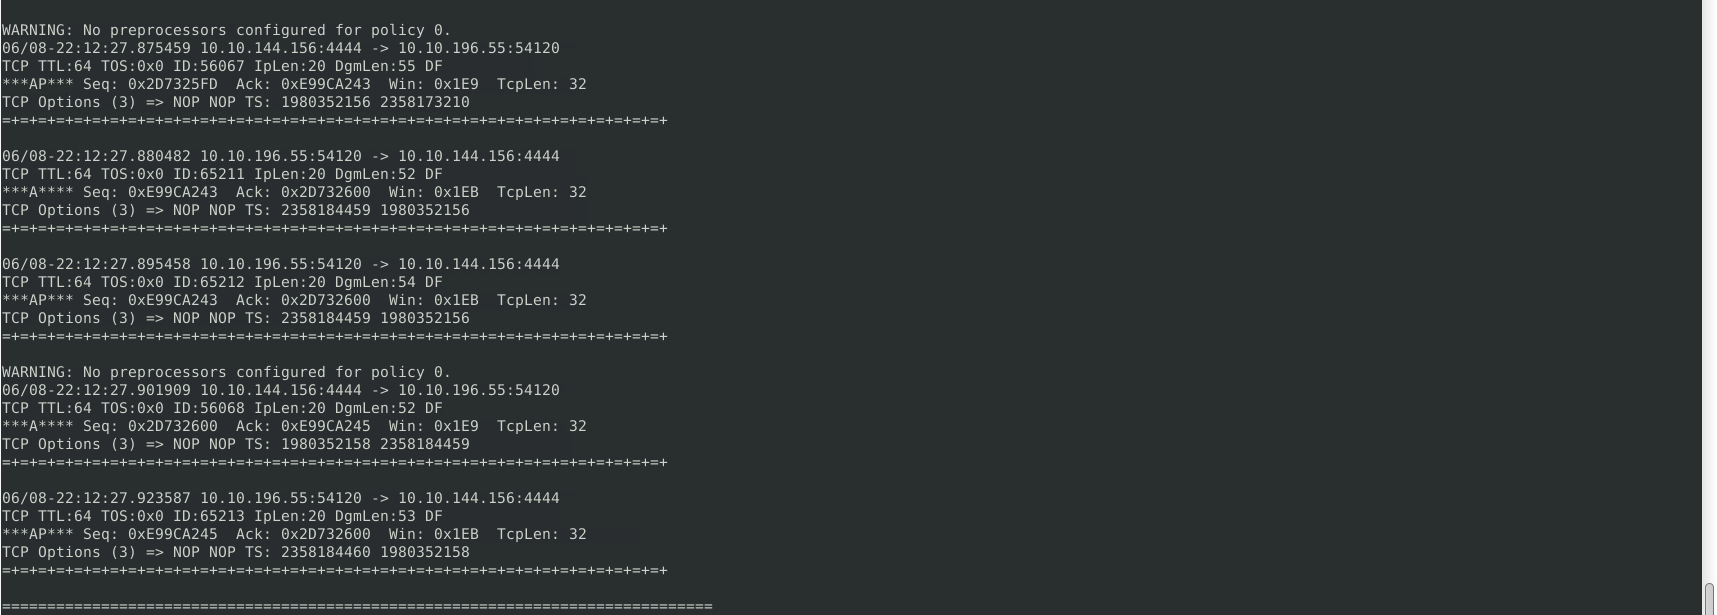 WARNING: No preprocessors configured for policy 0.
06/08-22:12:27.875459 10.10.144.156:4444 -> 10.10.196.55:54120
TCP TTL:64 TOS:0x0 ID:56067 IpLen:20 DgmLen:55 DF
***AP*** Seq: 0x2D7325FD  Ack: 0xE99CA243  Win: 0x1E9  TcpLen: 32
TCP Options (3) => NOP NOP TS: 1980352156 2358173210
=+=+=+=+=+=+=+=+=+=+=+=+=+=+=+=+=+=+=+=+=+=+=+=+=+=+=+=+=+=+=+=+=+=+=+=+=+
06/08-22:12:27.880482 10.10.196.55:54120 -> 10.10.144.156:4444
TCP TTL:64 TOS:0x0 ID:65211 IpLen:20 DgmLen:52 DF
***A**** Seq: 0xE99CA243  Ack: 0x2D732600  Win: 0x1EB  TcpLen: 32
TCP Options (3) => NOP NOP TS: 2358184459 1980352156
=+=+=+=+=+=+=+=+=+=+=+=+=+=+=+=+=+=+=+=+=+=+=+=+=+=+=+=+=+=+=+=+=+=+=+=+=+
06/08-22:12:27.895458 10.10.196.55:54120 -> 10.10.144.156:4444
TCP TTL:64 TOS:0x0 ID:65212 IpLen:20 DgmLen:54 DF
***AP*** Seq: 0xE99CA243  Ack: 0x2D732600  Win: 0x1EB  TcpLen: 32
TCP Options (3) => NOP NOP TS: 2358184459 1980352156
=+=+=+=+=+=+=+=+=+=+=+=+=+=+=+=+=+=+=+=+=+=+=+=+=+=+=+=+=+=+=+=+=+=+=+=+=+
WARNING: No preprocessors configured for policy 0.
06/08-22:12:27.901909 10.10.144.156:4444 -> 10.10.196.55:54120
TCP TTL:64 TOS:0x0 ID:56068 IpLen:20 DgmLen:52 DF
***A**** Seq: 0x2D732600  Ack: 0xE99CA245  Win: 0x1E9  TcpLen: 32
TCP Options (3) => NOP NOP TS: 1980352158 2358184459
=+=+=+=+=+=+=+=+=+=+=+=+=+=+=+=+=+=+=+=+=+=+=+=+=+=+=+=+=+=+=+=+=+=+=+=+=+
06/08-22:12:27.923587 10.10.196.55:54120 -> 10.10.144.156:4444
TCP TTL:64 TOS:0x0 ID:65213 IpLen:20 DgmLen:53 DF
***AP*** Seq: 0xE99CA245  Ack: 0x2D732600  Win: 0x1EB  TcpLen: 32
TCP Options (3) => NOP NOP TS: 2358184460 1980352158
=+=+=+=+=+=+=+=+=+=+=+=+=+=+=+=+=+=+=+=+=+=+=+=+=+=+=+=+=+=+=+=+=+=+=+=+=+
===============================================================================